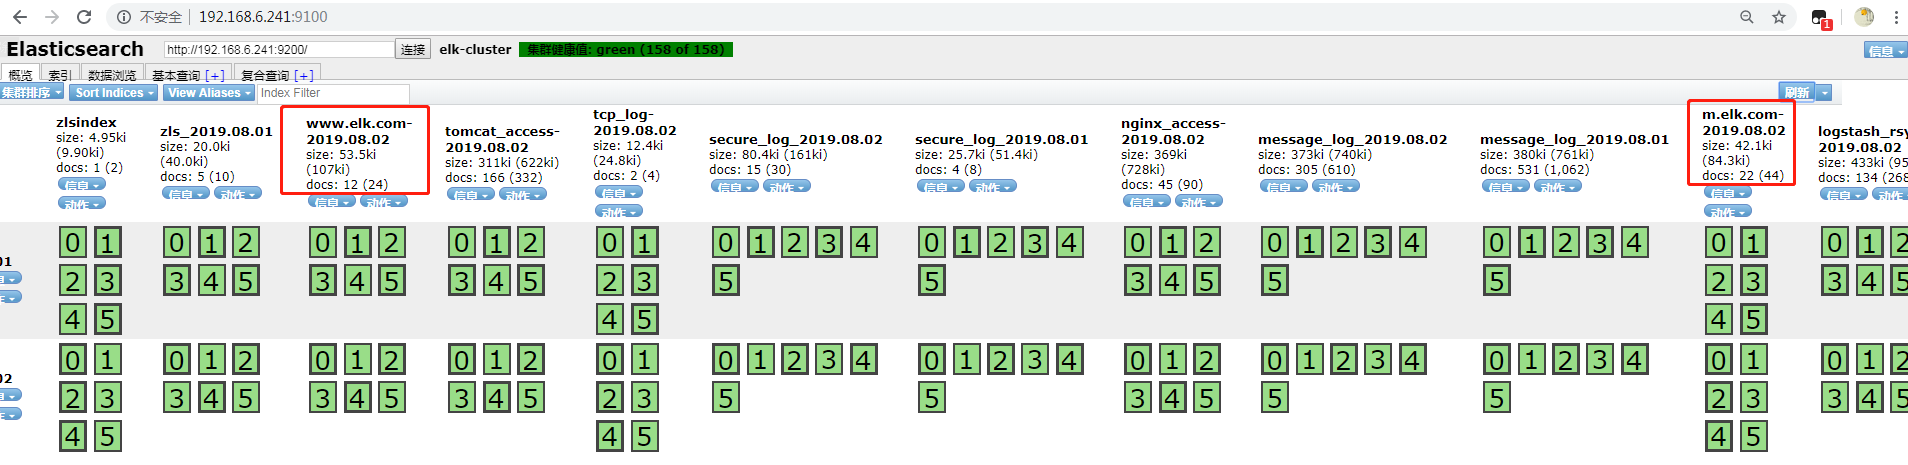 不安全 | 192.168.6.241:9100
1
Elasticsearch
http://192.168.6.241:9200/
连接
elk-cluster
集群健康值: green (158 of 158)
信息
概览 索引 数据浏览 基本查询 [+] 复合查询 [+]
集群排序 Sort Indices View Aliases Index Filter 刷新
zlsindex
size: 4.95ki
(9.90ki)
docs: 1 (2)
信息
动作
zls_2019.08.01
size: 20.0ki
(40.0ki)
docs: 5 (10)
信息 动作
www.elk.com-
2019.08.02
size: 53.5ki
(107ki)
docs: 12 (24)
信息 动作
tomcat_access-
2019.08.02
size: 311ki (622ki)
docs: 166 (332)
信息 动作
tcp_log-
2019.08.02
size: 12.4ki
(24.8ki)
docs: 2 (4)
信息
动作
secure_log_2019.08.02
size: 80.4ki (161ki)
docs: 15 (30)
信息 动作
secure_log_2019.08.01
size: 25.7ki (51.4ki)
docs: 4 (8)
信息 动作
nginx_access-
2019.08.02
size: 369ki
(728ki)
docs: 45 (90)
信息 动作
message_log_2019.08.02
size: 373ki (740ki)
docs: 305 (610)
信息 动作
message_log_2019.08.01
size: 380ki (761ki)
docs: 531 (1,062)
信息 动作
m.elk.com-
2019.08.02
size: 42.1ki
(84.3ki)
docs: 22 (44)
信息
动作
logstash_rsy
2019.08.02
size: 433ki (95
docs: 134 (268
信息 动作
01
0 1 0 1 2 0 1 2 0 1 2 0 1 0 1 2 3 4 0 1 2 3 4 0 1 2 0 1 2 3 4 0 1 2 3 4 0 1 0 1 2
2 3 3 4 5 3 4 5 3 4 5 2 3 5 5 3 4 5 5 5 2 3 3 4 5
4 5 4 5 4 5
02
0 1 0 1 2 0 1 2 0 1 2 0 1 0 1 2 3 4 0 1 2 3 4 0 1 2 0 1 2 3 4 0 1 2 3 4 0 1 0 1 2
2 3 3 4 5 3 4 5 3 4 5 2 3 5 5 3 4 5 5 5 2 3 3 4 5
4 5 4 5 4 5